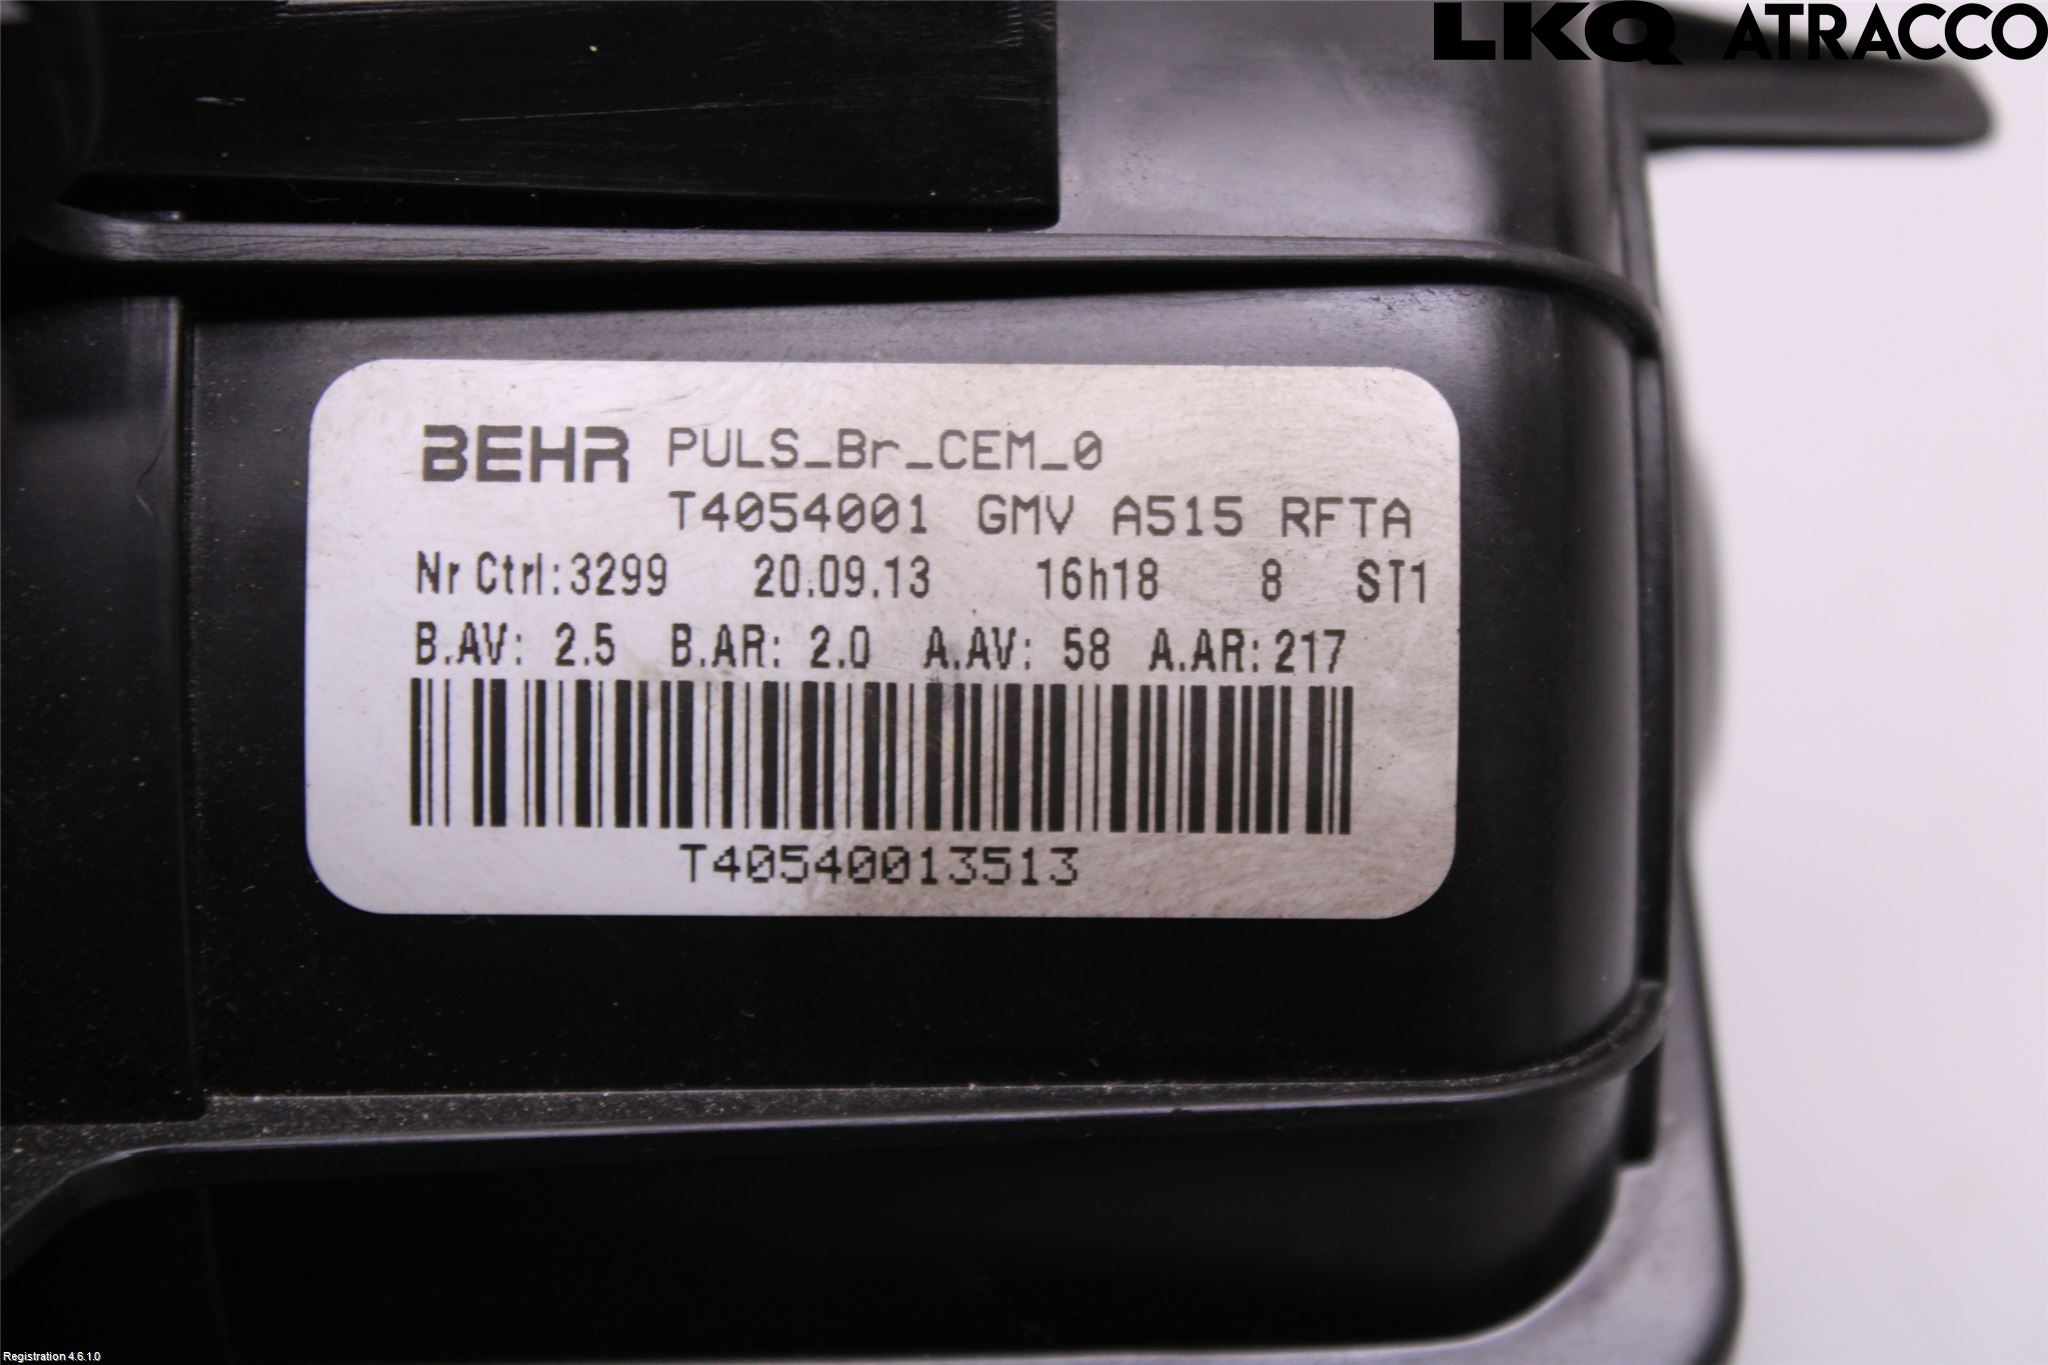 LKQ ATRACCO
BEHR PULS_Br_CEM_0
T4054001 GMV A515 RFTA
Nr Ctrl:3299 20.09.13 16h18 8 ST1
B.AV: 2.5 B.AR: 2.0 A.AV: 58 A.AR:217
T40540013513
Registration 4.6.1.0